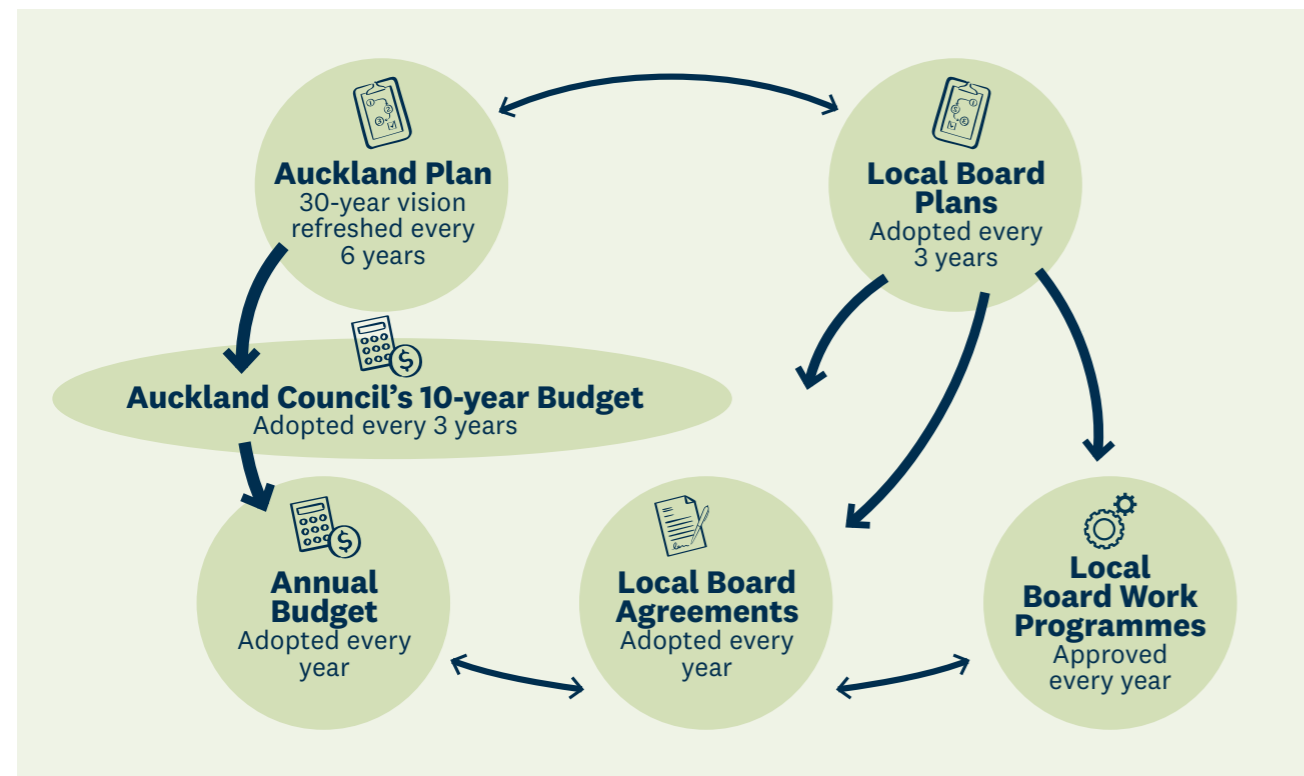 Auckland Plan
30-year vision
refreshed every
6 years
Local Board
Plans
Adopted every
3 years
Auckland Council’s 10-year Budget
Adopted every 3 years
Annual
Budget
Adopted every
year
Local Board
Agreements
Adopted every
year
Local
Board Work
Programmes
Approved
every year